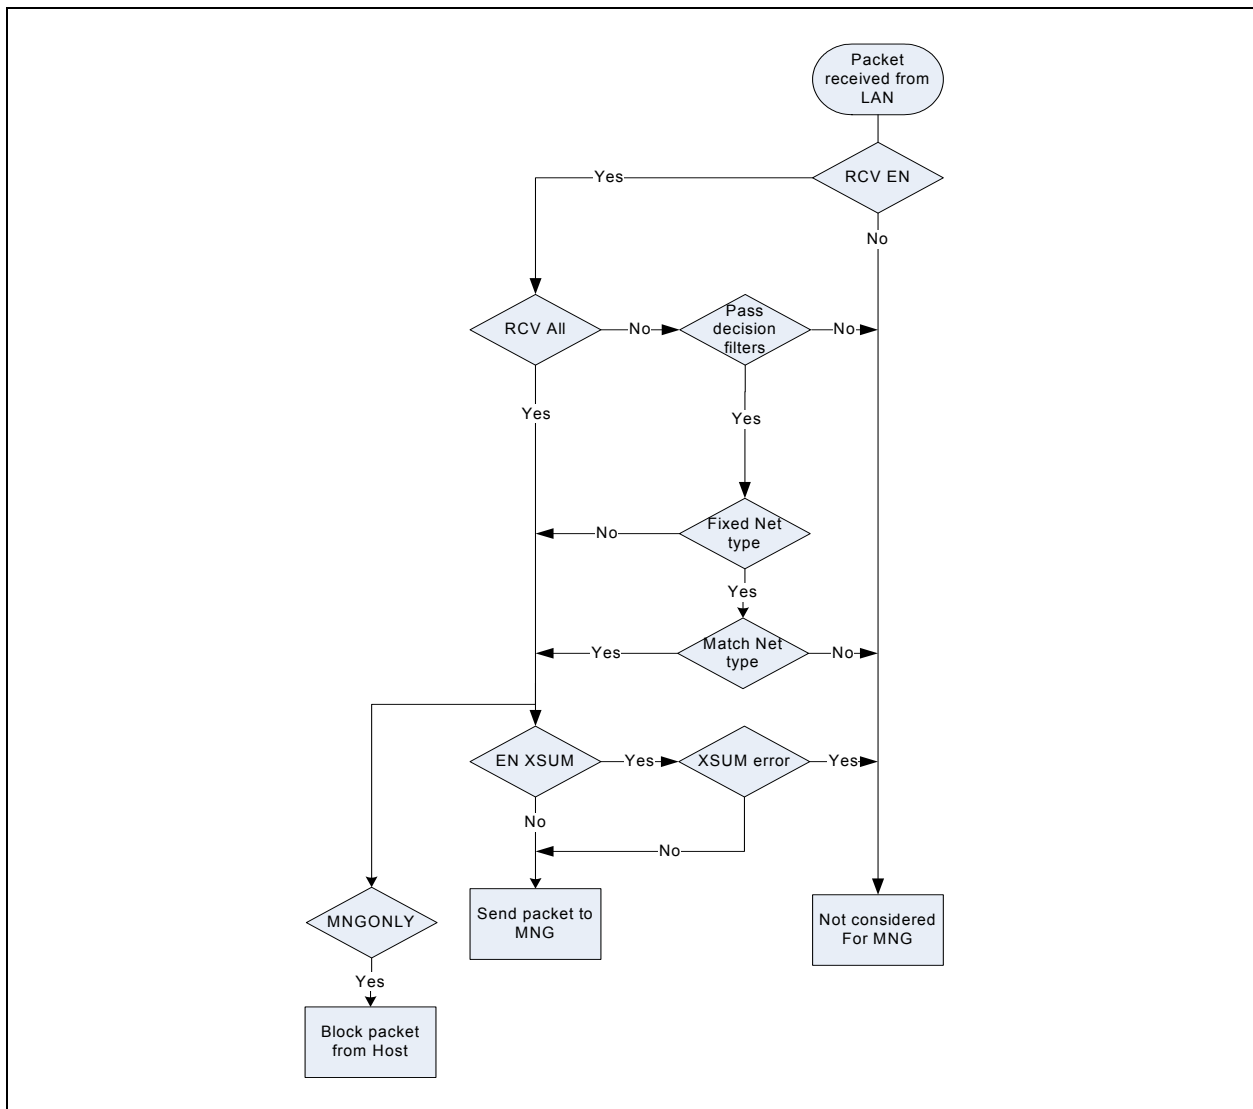 Packet
received from
LAN
RCV EN
Yes
No
RCV All
No
Pass
decision
filters
No
Yes
Yes
Fixed Net
type
No
Yes
Match Net
type
Yes
No
EN XSUM
Yes
XSUM error
Yes
No
No
MNGONLY
Send packet to
MNG
Not considered
For MNG
Yes
Block packet
from Host